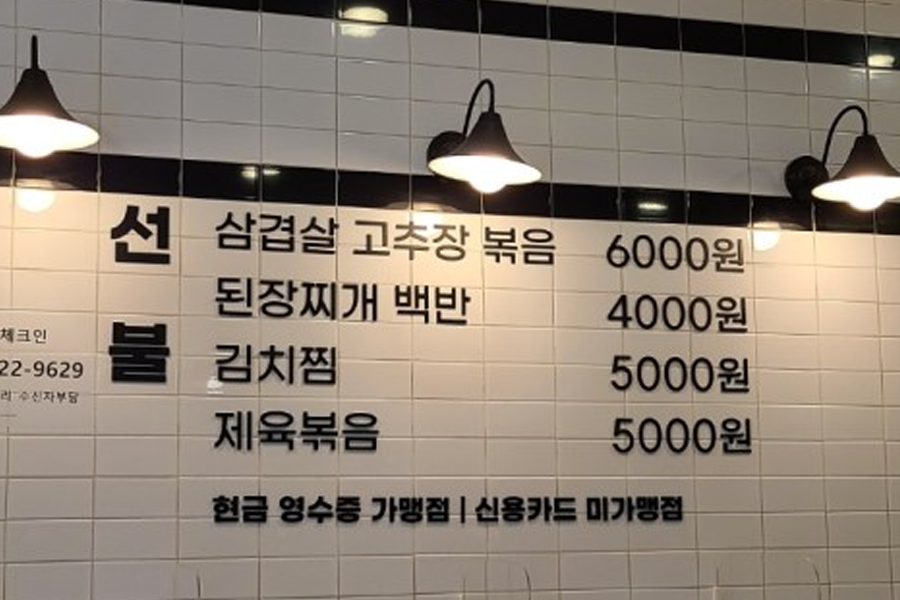 체크인
22-9629
리 수신자부담
선불
삼겹살 고추장 볶음 6000원
된장찌개 백반 4000원
김치찜 5000원
제육볶음 5000원
현금 영수증 가맹점 | 신용카드 미가맹점